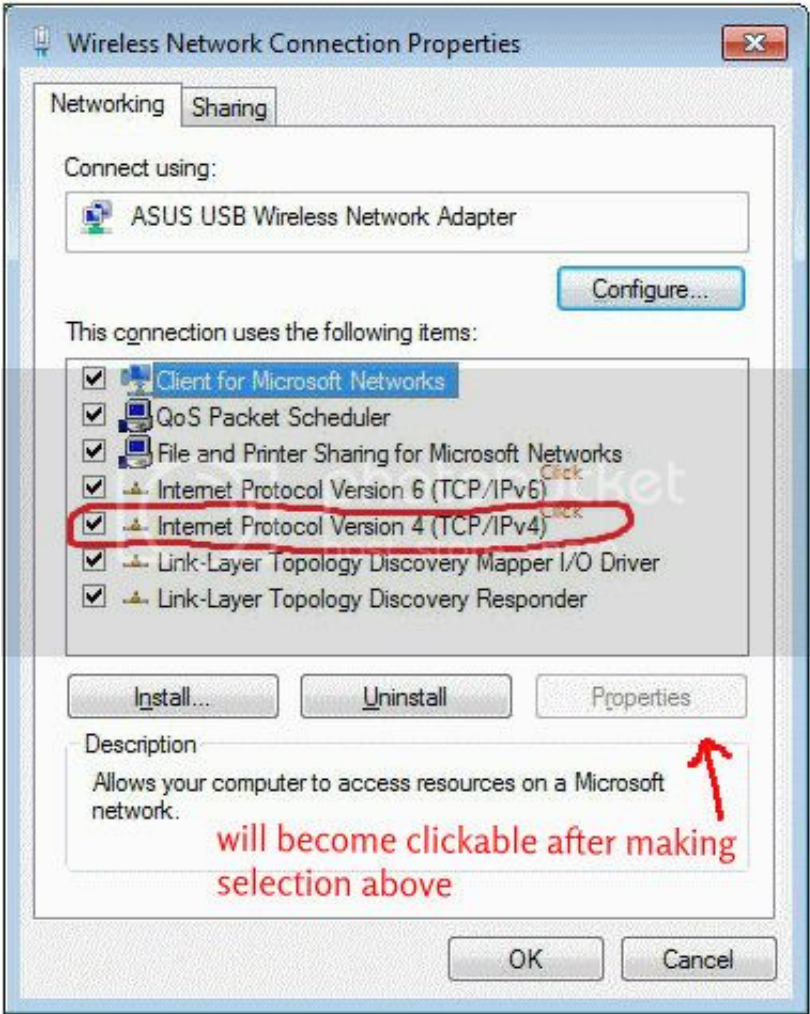 Wireless Network Connection Properties
Networking
Sharing
Connect using:
ASUS USB Wireless Network Adapter
Configure...
This connection uses the following items:
Client for Microsoft Networks
QoS Packet Scheduler
File and Printer Sharing for Microsoft Networks
Internet Protocol Version 6 (TCP/IPv6) Click
Internet Protocol Version 4 (TCP/IPv4) Click
Link-Layer Topology Discovery Mapper I/O Driver
Link-Layer Topology Discovery Responder
Install...
Uninstall
Properties
Description
Allows your computer to access resources on a Microsoft
network.
will become clickable after making
selection above
OK
Cancel